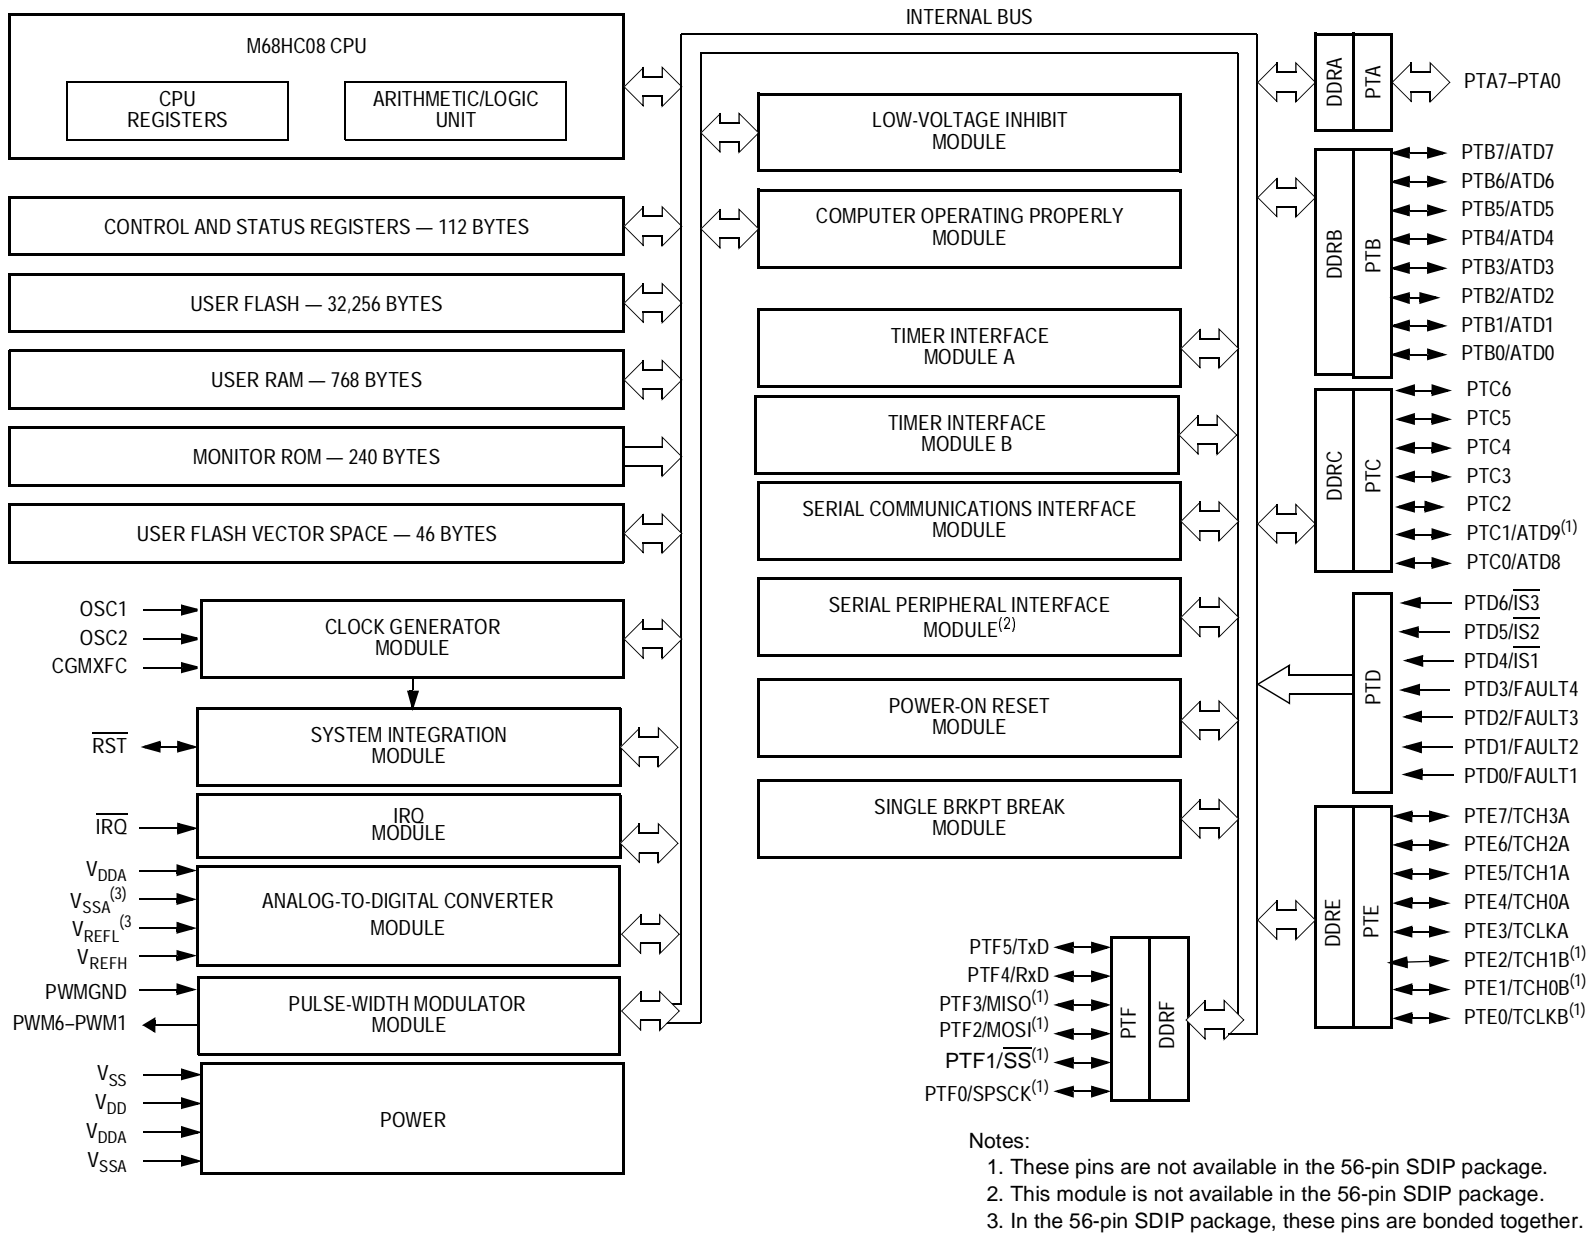 INTERNAL BUS
M68HC08 CPU
CPU
REGISTERS
ARITHMETIC/LOGIC
UNIT
CONTROL AND STATUS REGISTERS — 112 BYTES
USER FLASH — 32,256 BYTES
USER RAM — 768 BYTES
MONITOR ROM — 240 BYTES
USER FLASH VECTOR SPACE — 46 BYTES
OSC1
OSC2
CGMXFC
CLOCK GENERATOR
MODULE
RST
SYSTEM INTEGRATION
MODULE
IRQ
IRQ
MODULE
VDDA
VSSA(3)
VREFL(3
VREFH
ANALOG-TO-DIGITAL CONVERTER
MODULE
PWMGND
PWM6–PWM1
PULSE-WIDTH MODULATOR
MODULE
VSS
VDD
VDDA
VSSA
POWER
LOW-VOLTAGE INHIBIT
MODULE
COMPUTER OPERATING PROPERLY
MODULE
TIMER INTERFACE
MODULE A
TIMER INTERFACE
MODULE B
SERIAL COMMUNICATIONS INTERFACE
MODULE
SERIAL PERIPHERAL INTERFACE
MODULE(2)
POWER-ON RESET
MODULE
SINGLE BRKPT BREAK
MODULE
PTF5/TxD
PTF4/RxD
PTF3/MISO(1)
PTF2/MOSI(1)
PTF1/SS(1)
PTF0/SPSCK(1)
PTF
DDRF
DDRA
PTA
PTA7–PTA0
DDRB
PTB
PTB7/ATD7
PTB6/ATD6
PTB5/ATD5
PTB4/ATD4
PTB3/ATD3
PTB2/ATD2
PTB1/ATD1
PTB0/ATD0
DDRC
PTC
PTC6
PTC5
PTC4
PTC3
PTC2
PTC1/ATD9(1)
PTC0/ATD8
PTD
PTD6/IS3
PTD5/IS2
PTD4/IS1
PTD3/FAULT4
PTD2/FAULT3
PTD1/FAULT2
PTD0/FAULT1
DDRE
PTE
PTE7/TCH3A
PTE6/TCH2A
PTE5/TCH1A
PTE4/TCH0A
PTE3/TCLKA
PTE2/TCH1B(1)
PTE1/TCH0B(1)
PTE0/TCLKB(1)
Notes:
1. These pins are not available in the 56-pin SDIP package.
2. This module is not available in the 56-pin SDIP package.
3. In the 56-pin SDIP package, these pins are bonded together.